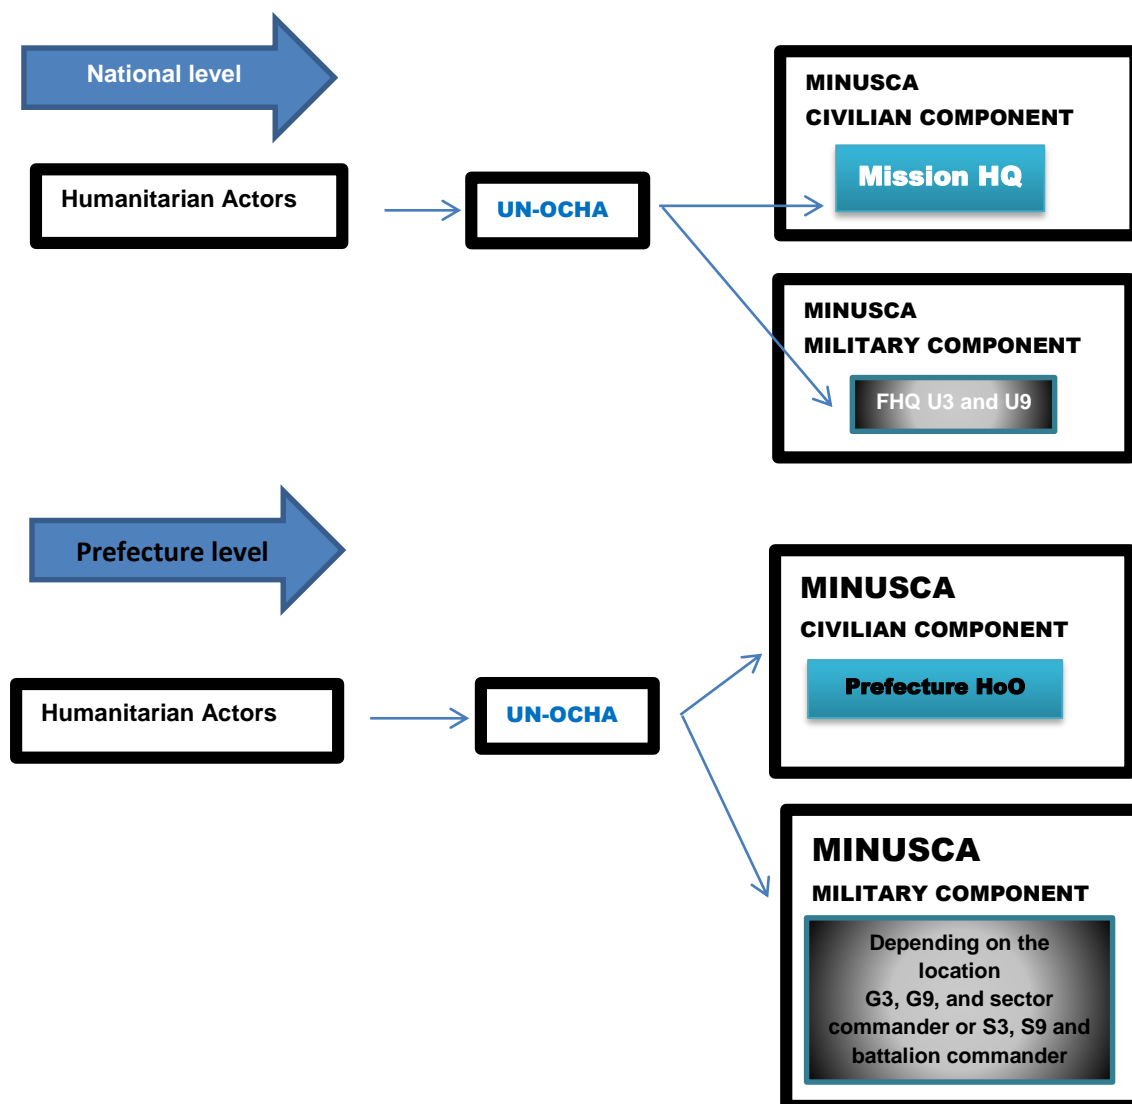 National level
MINUSCA
CIVILIAN COMPONENT
Mission HQ
Humanitarian Actors
UN-OCHA
MINUSCA
MILITARY COMPONENT
FHQ U3 and U9
Prefecture level
MINUSCA
CIVILIAN COMPONENT
Prefecture HoO
Humanitarian Actors
UN-OCHA
MINUSCA
MILITARY COMPONENT
Depending on the
location
G3, G9, and sector
commander or S3, S9 and
battalion commander